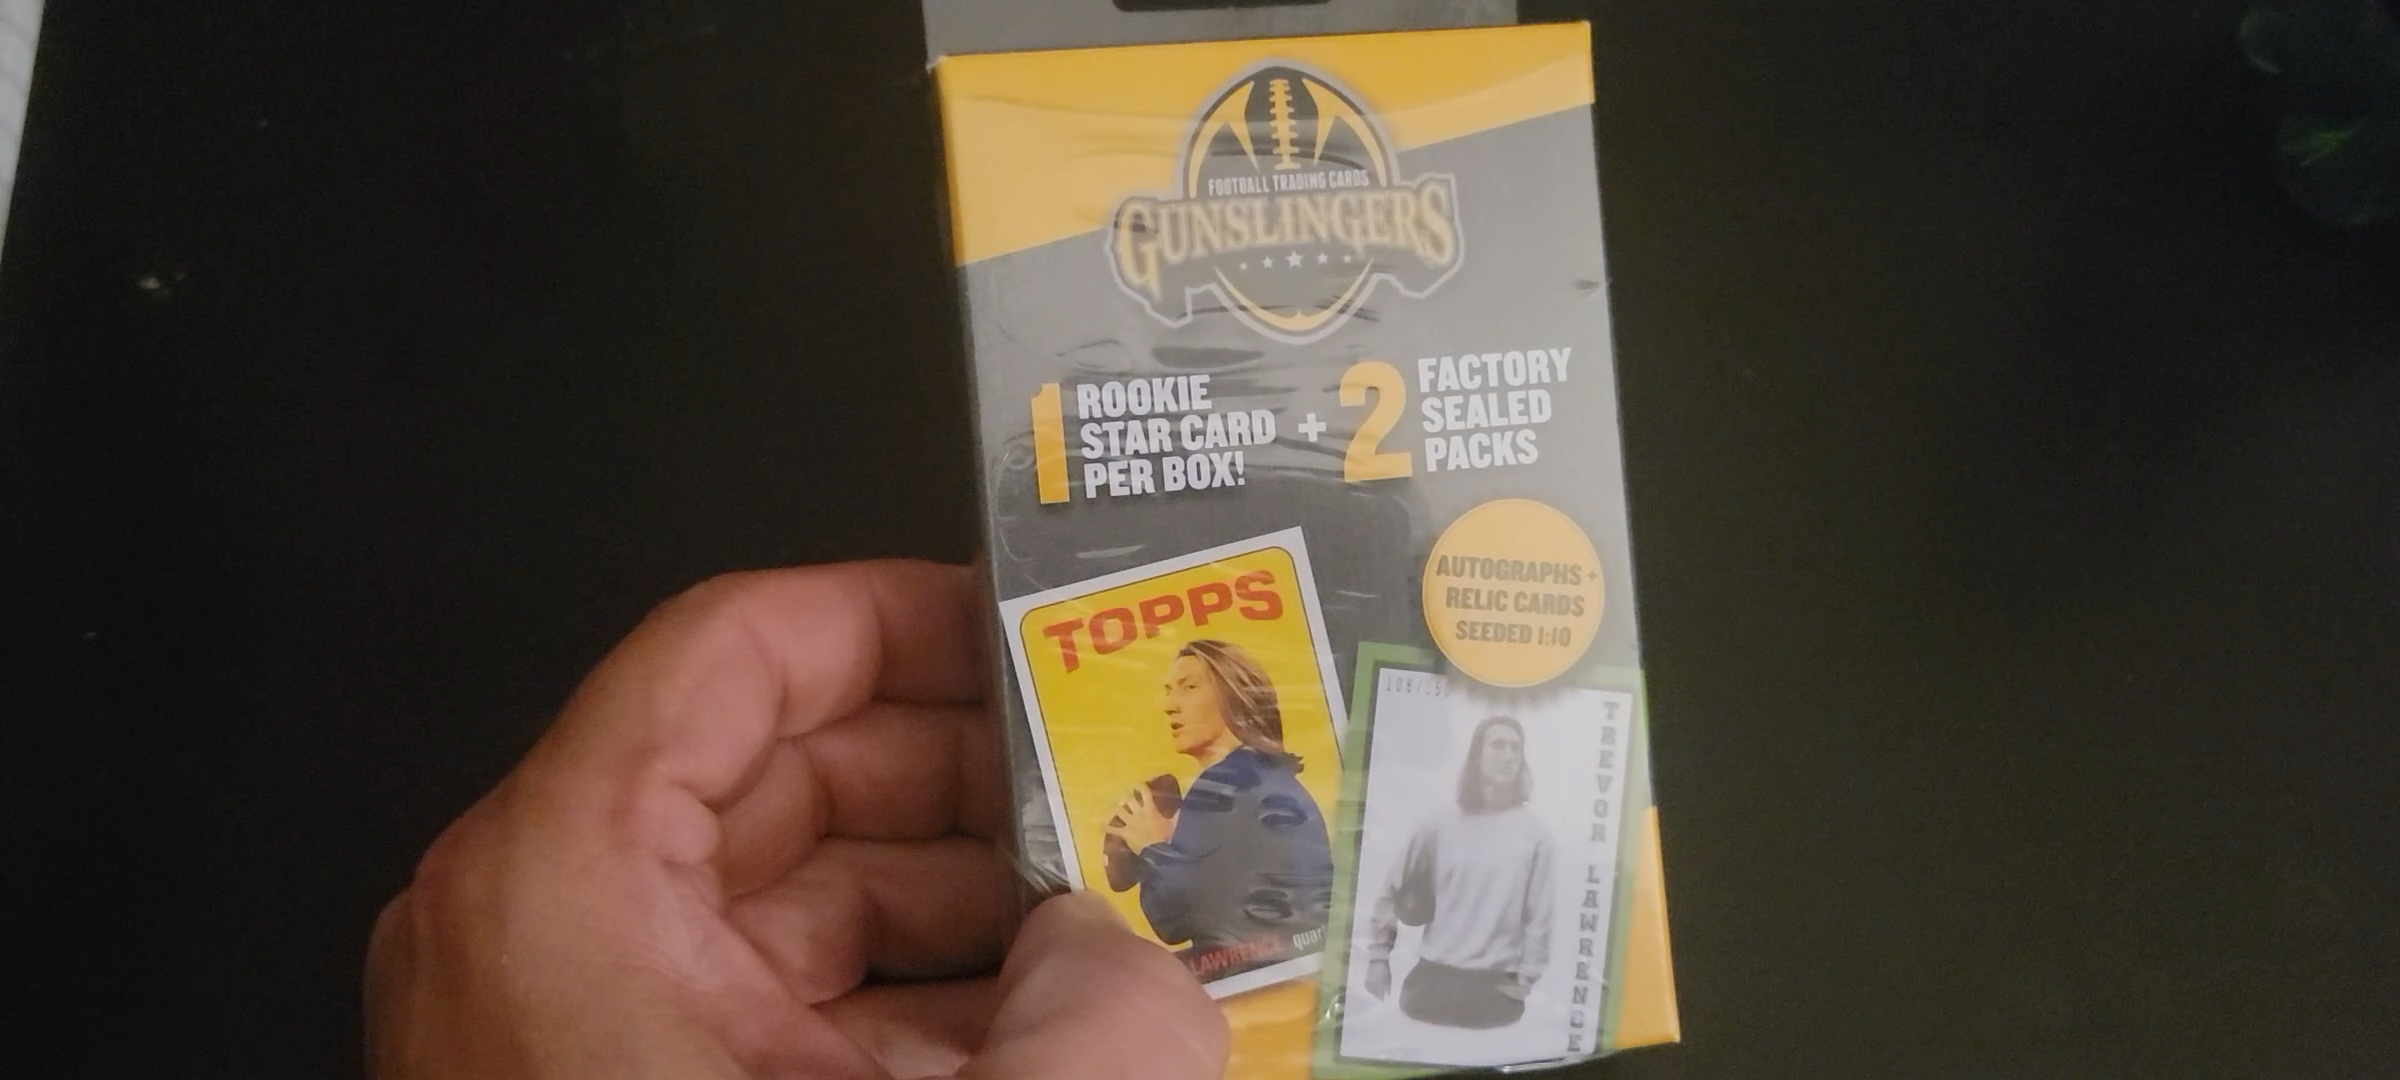 FOOTBALL TRADING CARDS
GUNSLINGERS
1 ROOKIE
STAR CARD
PER BOX!
+
2 FACTORY
SEALED
PACKS
AUTOGRAPHS +
RELIC CARDS
SEEDED 1:10
TOPPS
LAWRENCE quar
TREVOR LAWRENCE